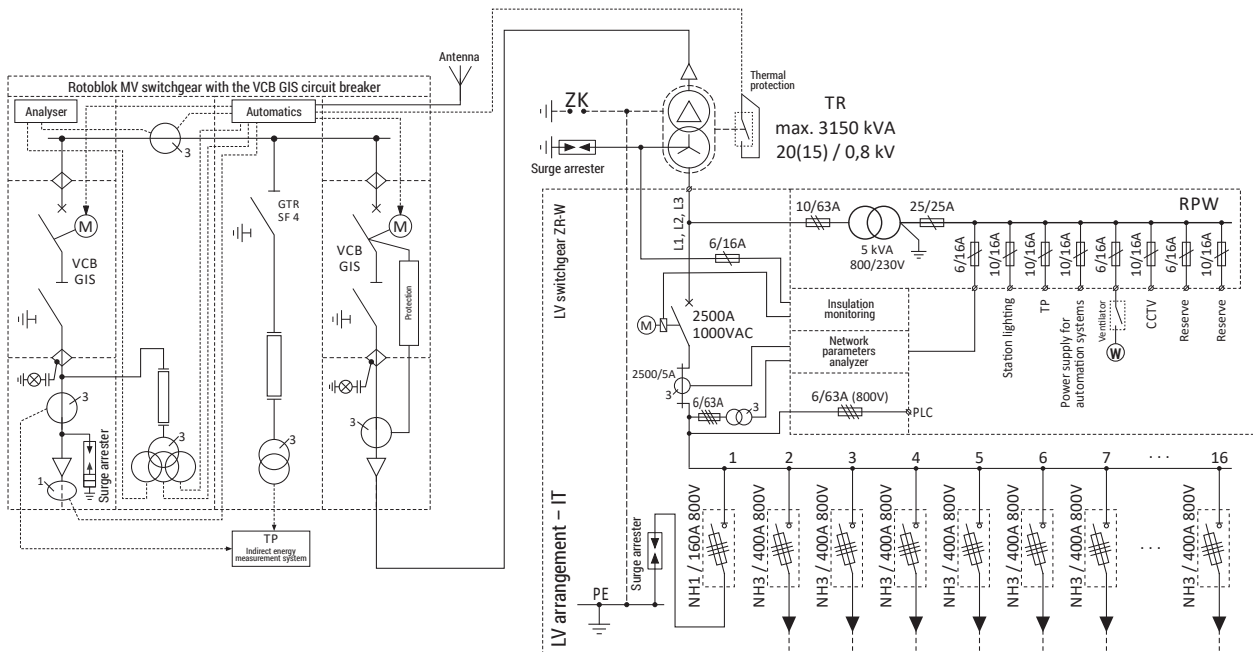 Antenna
Rotoblok MV switchgear with the VCB GIS circuit breaker
Analyser
Automatics
3
GTR
SF 4
M
VCB
GIS
M
VCB
GIS
Protection
3
3
3
3
1
Surge arrester
TP
Indirect energy
measurement system
ZK
Surge arrester
Thermal
protection
TR
max. 3150 kVA
20(15) / 0,8 kV
LV switchgear ZR-W
L1, L2, L3
10/63A
5 kVA
800/230V
25/25A
RPW
6/16A
6/16A
10/16A
10/16A
10/16A
6/16A
10/16A
6/16A
10/16A
Station lighting
TP
Power supply for
automation systems
Ventilator
W
CCTV
Reserve
Reserve
M
2500A
1000VAC
Insulation
monitoring
Network
parameters
analyzer
2500/5A
3
6/63A
3
6/63A (800V)
PLC
1
2
3
4
5
6
7
· · ·
16
NH1 / 160A 800V
NH3 / 400A 800V
NH3 / 400A 800V
NH3 / 400A 800V
NH3 / 400A 800V
NH3 / 400A 800V
NH3 / 400A 800V
· · ·
NH3 / 400A 800V
Surge arrester
PE
LV arrangement – IT